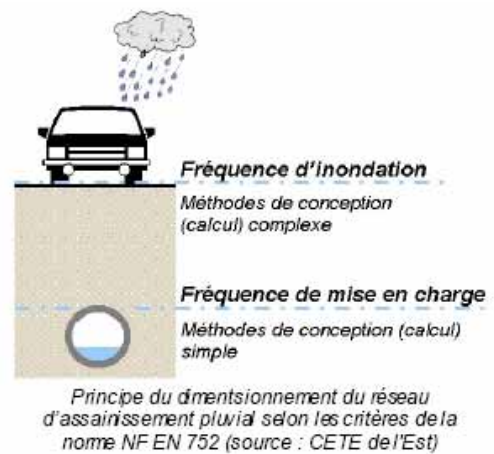 Fréquence d'inondation
Méthodes de conception
(calcul) complexe
Fréquence de mise en charge
Méthodes de conception (calcul)
simple
Principe du dimentsionnement du réseau
d'assainissement pluvial selon les critères de la
norme NF EN 752 (source : CETE de l'Est)